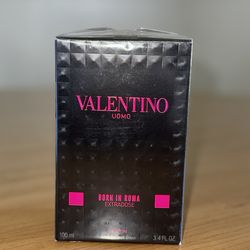 VALENTINO
UOMO
BORN IN ROMA
EXTRADOSE
100 ml 3.4 FL.OZ